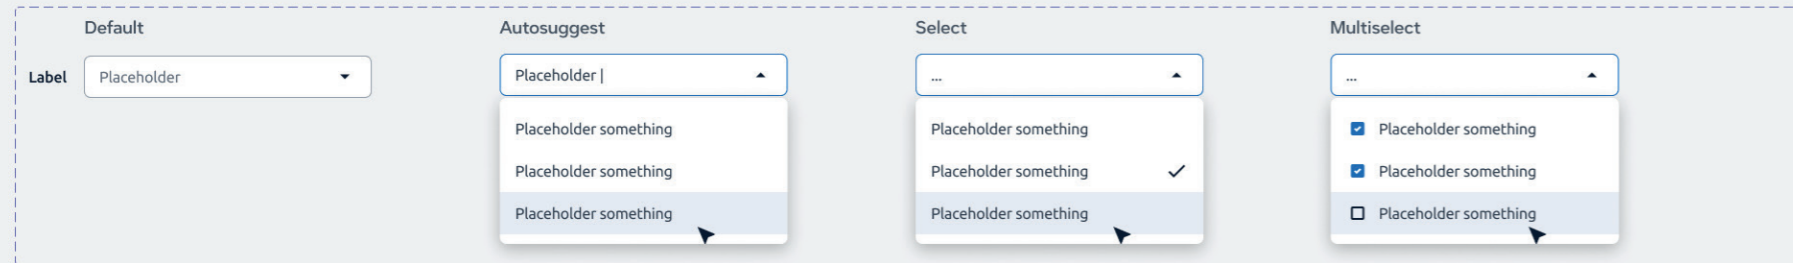 Default
Autosuggest
Select
Multiselect
Label
Placeholder
Placeholder |
...
...
Placeholder something
Placeholder something
Placeholder something
Placeholder something
Placeholder something
Placeholder something
Placeholder something
Placeholder something
Placeholder something